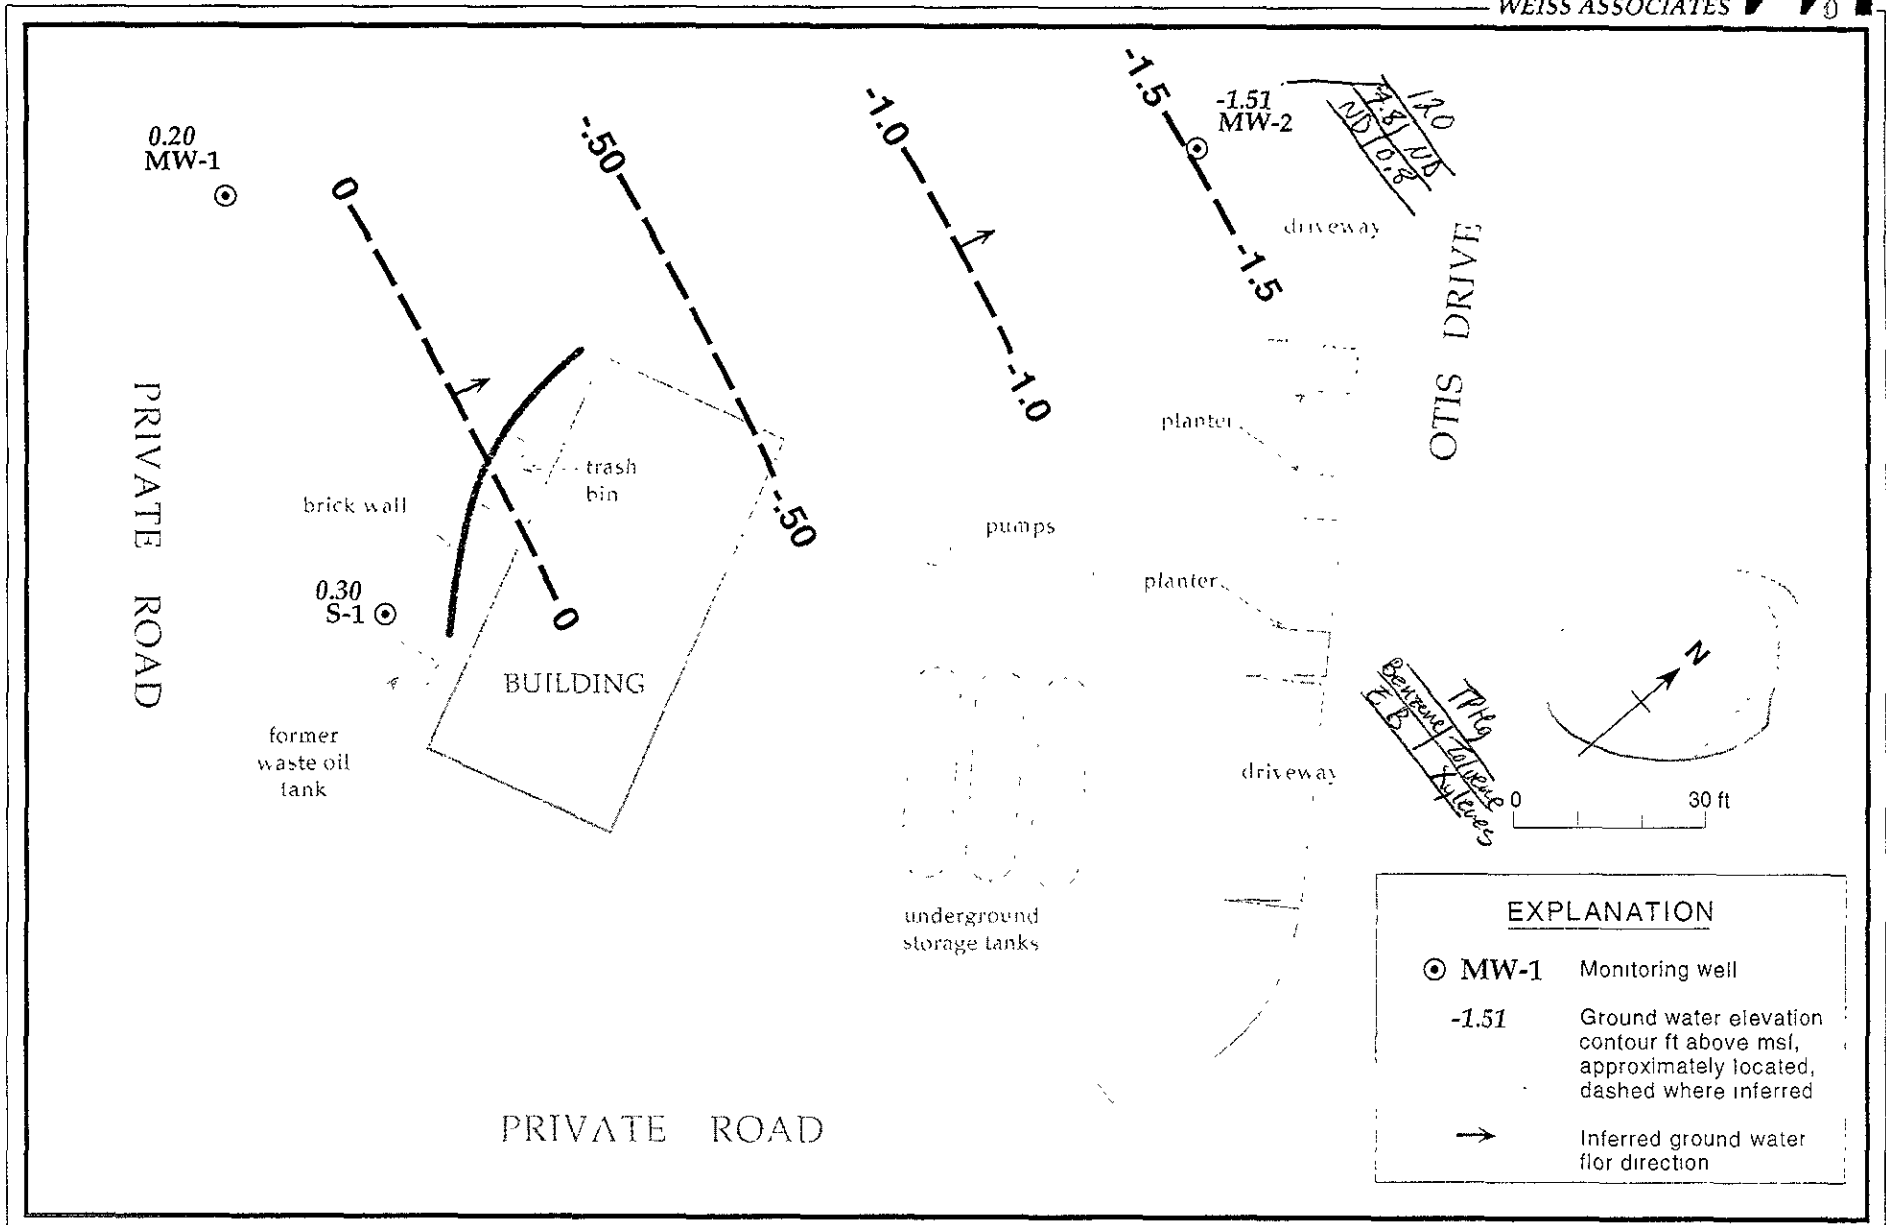 WEISS ASSOCIATES
0.20
MW-1
0
-.50
-1.0
-1.5
-1.51
MW-2
120
7.8/ND
ND/0.8
driveway
-1.5
OTIS DRIVE
-1.0
planter
PRIVATE ROAD
trash
bin
brick wall
-.50
pumps
0.30
S-1
0
planter
BUILDING
N
TPHg
Benzene/Toluene
E.B/Xylenes
former
waste oil
tank
driveway
0 30 ft
underground
storage tanks
PRIVATE ROAD
EXPLANATION
MW-1 Monitoring well
-1.51 Ground water elevation
contour ft above msl,
approximately located,
dashed where inferred
Inferred ground water
flor direction